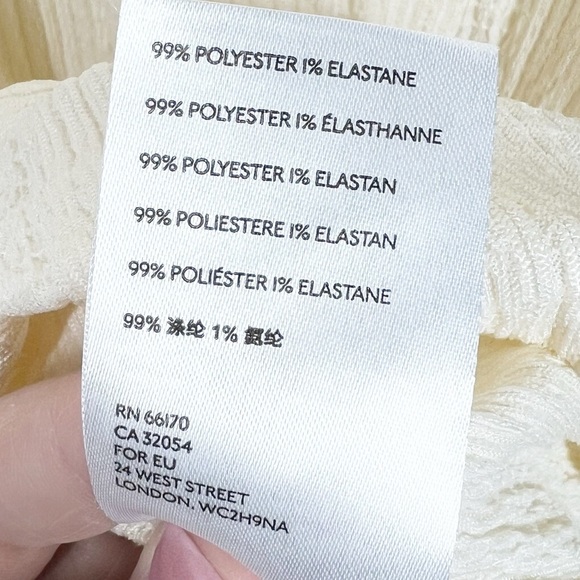 99% POLYESTER 1% ELASTANE
99% POLYESTER 1% ÉLASTHANNE
99% POLYESTER 1% ELASTAN
99% POLIESTERE 1% ELASTAN
99% POLIÉSTER 1% ELASTANE
99% 涤纶 1% 氨纶
RN 66170
CA 32054
FOR EU
24 WEST STREET
LONDON, WC2H9NA